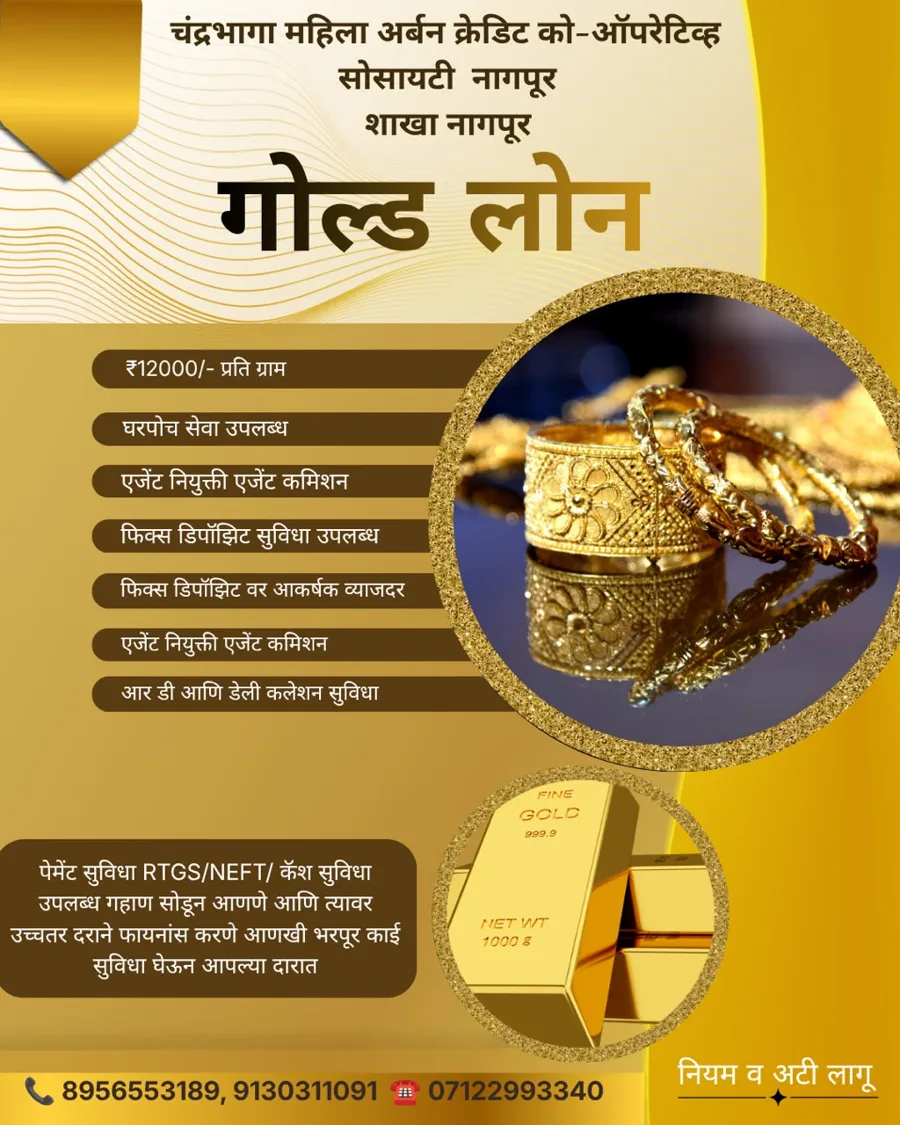 चंद्रभागा महिला अर्बन क्रेडिट को-ऑपरेटिव्ह
सोसायटी नागपूर
शाखा नागपूर
गोल्ड लोन
₹12000/- प्रति ग्राम
घरपोच सेवा उपलब्ध
एजेंट नियुक्ती एजेंट कमिशन
फिक्स डिपॉझिट सुविधा उपलब्ध
फिक्स डिपॉझिट वर आकर्षक व्याजदर
एजेंट नियुक्ती एजेंट कमिशन
आर डी आणि डेली कलेशन सुविधा
FINE
GOLD
999.9
NET WT
1000 g
पेमेंट सुविधा RTGS/NEFT/ कॅश सुविधा
उपलब्ध गहाण सोडून आणणे आणि त्यावर
उच्चतर दराने फायनांस करणे आणखी भरपूर काई
सुविधा घेऊन आपल्या दारात
नियम व अटी लागू
📞 8956553189, 9130311091 ☎️ 07122993340